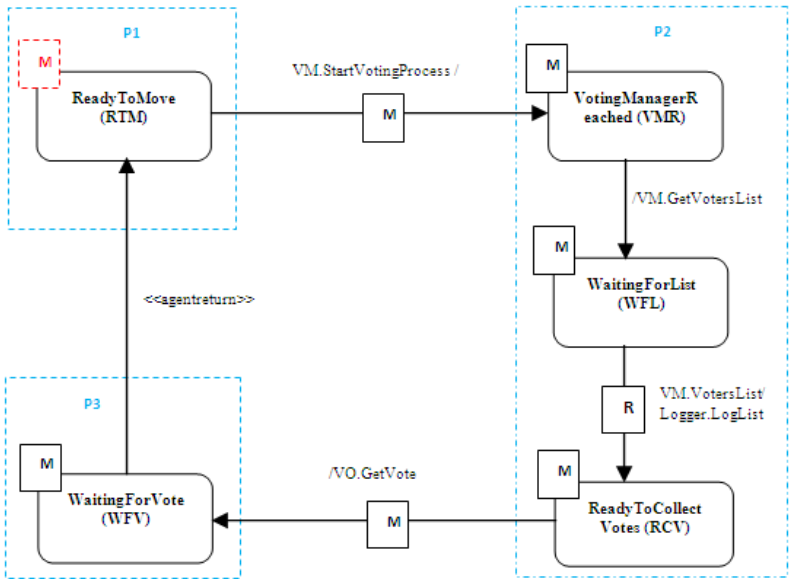 P1
P2
M
ReadyToMove
(RTM)
VM.StartVotingProcess /
M
M
VotingManagerR
eached (VMR)
/VM.GetVotersList
M
WaitingForList
(WFL)
<<agentreturn>>
R
VM.VotersList/
Logger.LogList
P3
M
WaitingForVote
(WFV)
/VO.GetVote
M
M
ReadyToCollect
Votes (RCV)